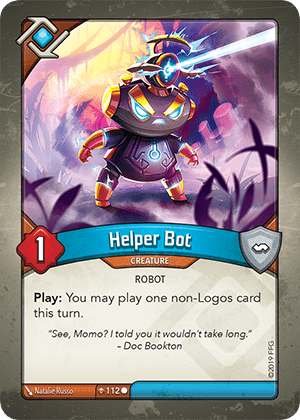 Helper Bot
CREATURE
1
ROBOT
Play: You may play one non-Logos card
this turn.
"See, Momo? I told you it wouldn't take long."
– Doc Bookton
Natalie Russo
112
©2019 FFG